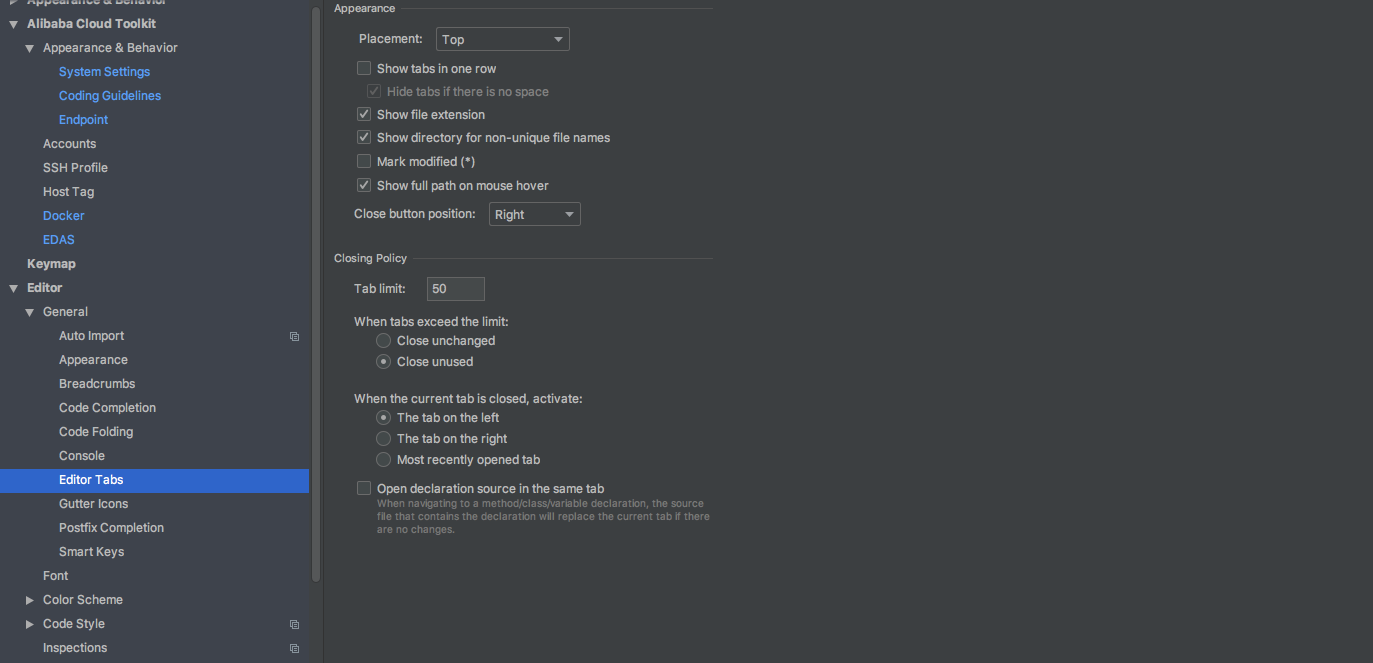 Appearance & Behavior
Alibaba Cloud Toolkit
Appearance & Behavior
System Settings
Coding Guidelines
Endpoint
Accounts
SSH Profile
Host Tag
Docker
EDAS
Keymap
Editor
General
Auto Import
Appearance
Breadcrumbs
Code Completion
Code Folding
Console
Editor Tabs
Gutter Icons
Postfix Completion
Smart Keys
Font
Color Scheme
Code Style
Inspections
Appearance
Placement: Top
Show tabs in one row
Hide tabs if there is no space
Show file extension
Show directory for non-unique file names
Mark modified (*)
Show full path on mouse hover
Close button position: Right
Closing Policy
Tab limit: 50
When tabs exceed the limit:
Close unchanged
Close unused
When the current tab is closed, activate:
The tab on the left
The tab on the right
Most recently opened tab
Open declaration source in the same tab
When navigating to a method/class/variable declaration, the source
file that contains the declaration will replace the current tab if there
are no changes.